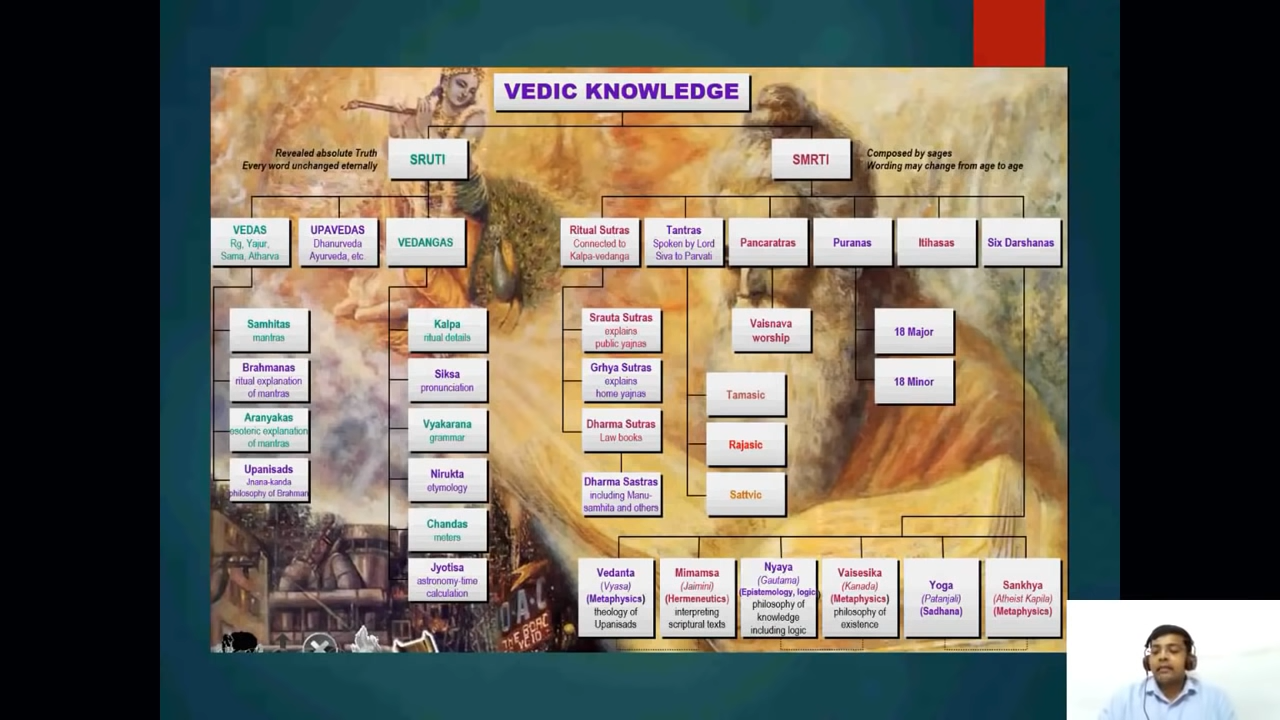 VEDIC KNOWLEDGE
Revealed absolute Truth
Every word unchanged eternally
SRUTI
SMRTI
Composed by sages
Wording may change from age to age
VEDAS
Rg, Yajur,
Sama, Atharva
UPAVEDAS
Dhanurveda
Ayurveda, etc.
VEDANGAS
Ritual Sutras
Connected to
Kalpa-vedanga
Tantras
Spoken by Lord
Siva to Parvati
Pancaratras
Puranas
Itihasas
Six Darshanas
Samhitas
mantras
Brahmanas
ritual explanation
of mantras
Aranyakas
esoteric explanation
of mantras
Upanisads
Jnana-kanda
philosophy of Brahman
Kalpa
ritual details
Siksa
pronunciation
Vyakarana
grammar
Nirukta
etymology
Chandas
meters
Jyotisa
astronomy-time
calculation
Srauta Sutras
explains
public yajnas
Grhya Sutras
explains
home yajnas
Dharma Sutras
Law books
Dharma Sastras
including Manu-
samhita and others
Vaisnava
worship
Tamasic
Rajasic
Sattvic
18 Major
18 Minor
Vedanta
(Vyasa)
(Metaphysics)
theology of
Upanisads
Mimamsa
(Jaimini)
(Hermeneutics)
interpreting
scriptural texts
Nyaya
(Gautama)
(Epistemology, logic)
philosophy of
knowledge
including logic
Vaisesika
(Kanada)
(Metaphysics)
philosophy of
existence
Yoga
(Patanjali)
(Sadhana)
Sankhya
(Atheist Kapila)
(Metaphysics)